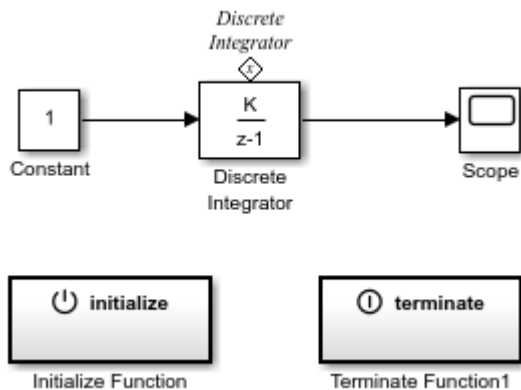 Discrete
Integrator
x
1
K
z-1
Constant
Discrete
Integrator
Scope
initialize
terminate
Initialize Function
Terminate Function1